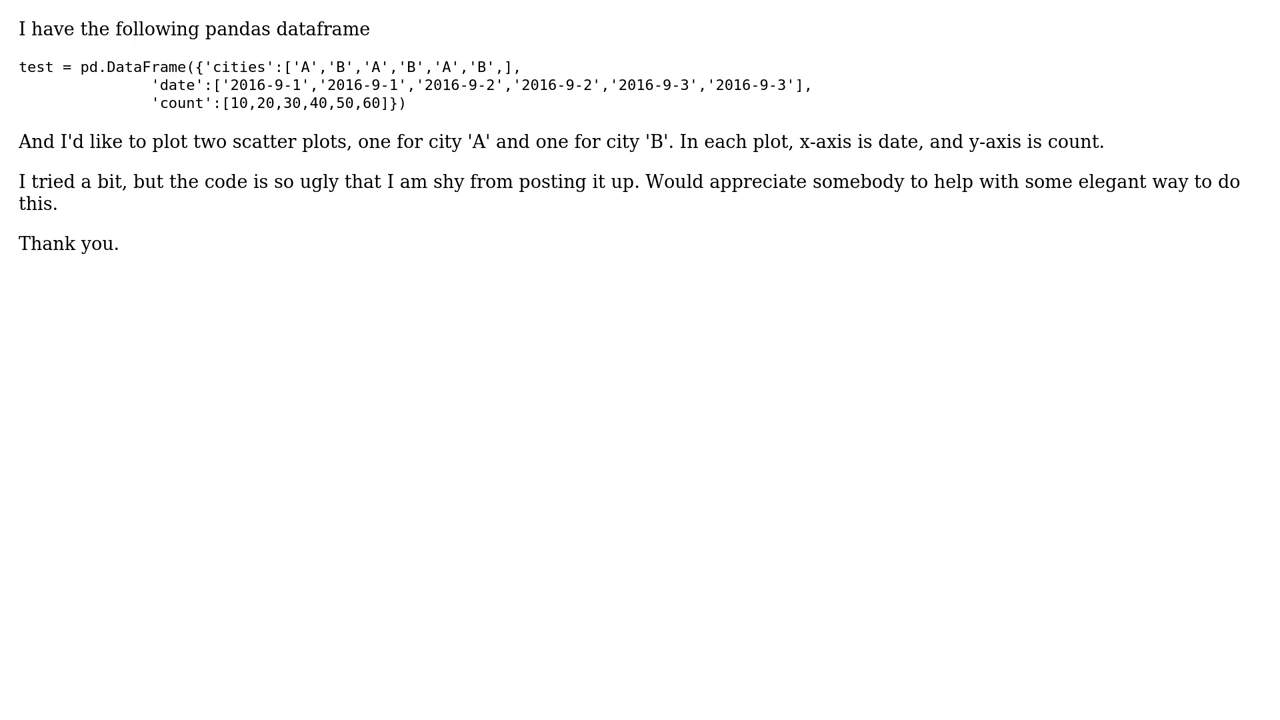 I have the following pandas dataframe
test = pd.DataFrame({'cities':['A','B','A','B','A','B',],
'date':['2016-9-1','2016-9-1','2016-9-2','2016-9-2','2016-9-3','2016-9-3'],
'count':[10,20,30,40,50,60]})
And I'd like to plot two scatter plots, one for city 'A' and one for city 'B'. In each plot, x-axis is date, and y-axis is count.
I tried a bit, but the code is so ugly that I am shy from posting it up. Would appreciate somebody to help with some elegant way to do
this.
Thank you.